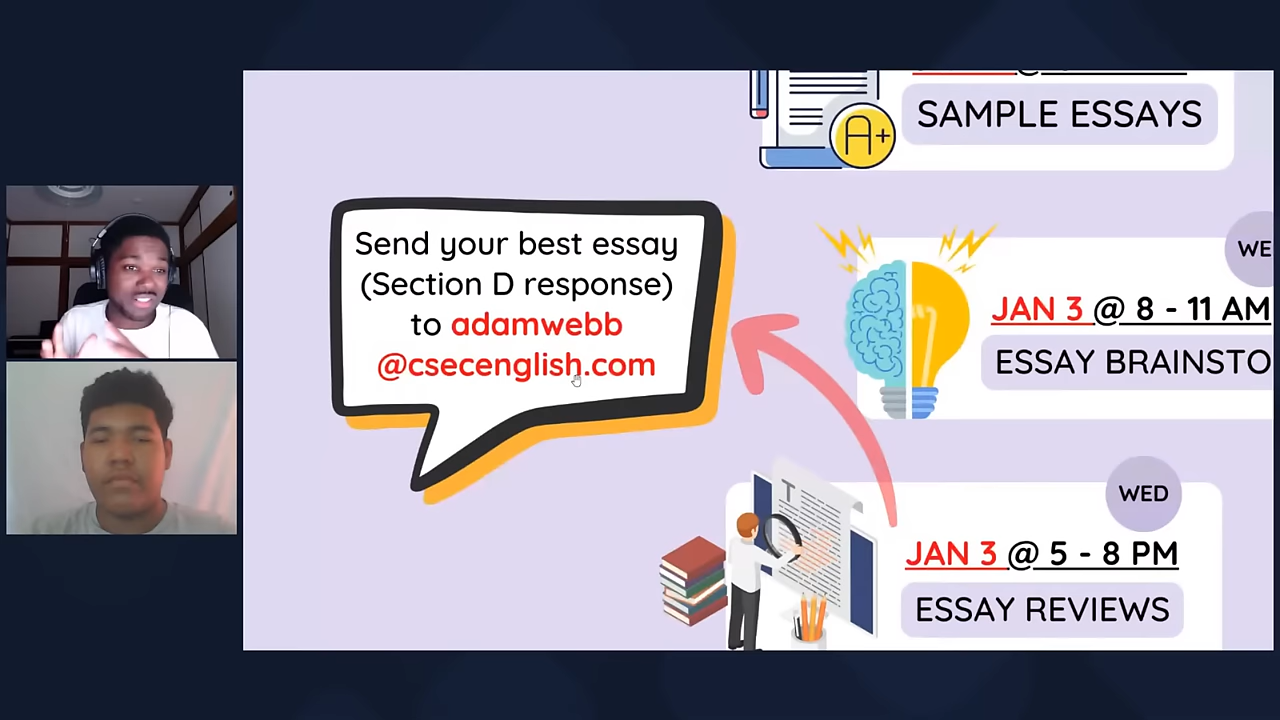 @
A+
SAMPLE ESSAYS
Send your best essay
(Section D response)
to adamwebb
@csecenglish.com
WE
JAN 3 @ 8 - 11 AM
ESSAY BRAINSTO
T
WED
JAN 3 @ 5 - 8 PM
ESSAY REVIEWS